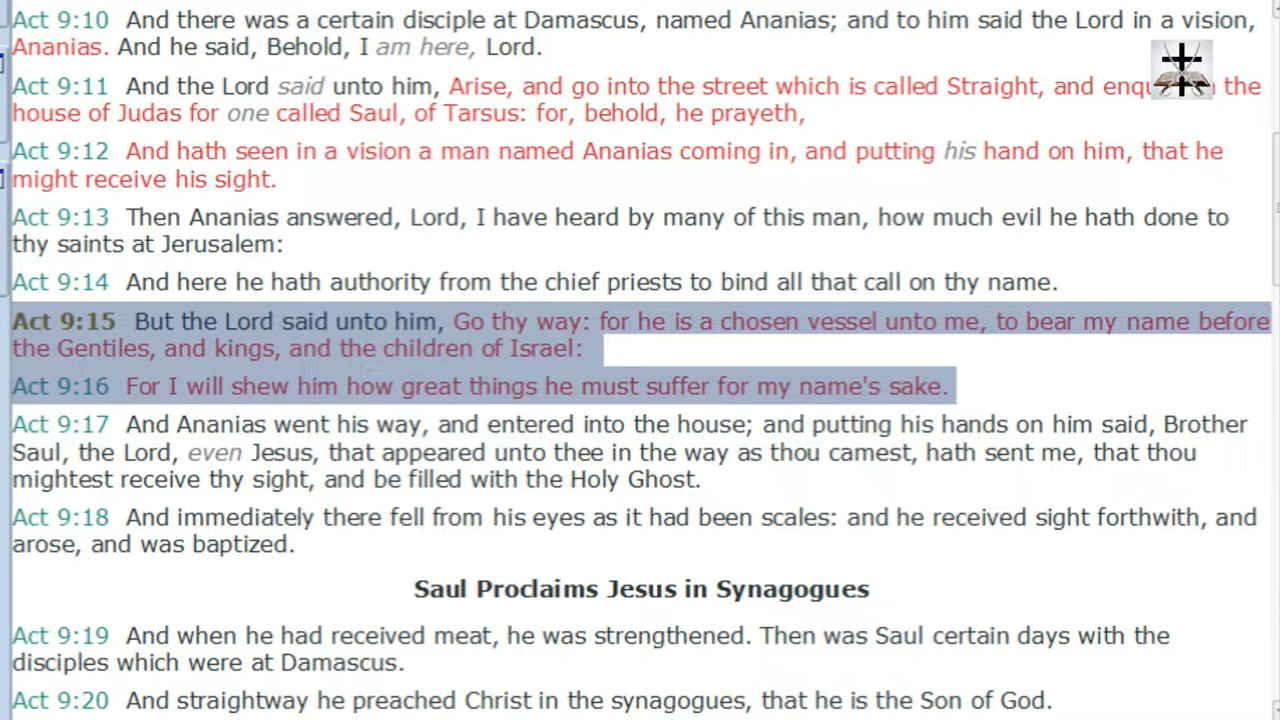 Act 9:10 And there was a certain disciple at Damascus, named Ananias; and to him said the Lord in a vision,
Ananias. And he said, Behold, I am here, Lord.
Act 9:11 And the Lord said unto him, Arise, and go into the street which is called Straight, and the
house of Judas for one called Saul, of Tarsus: for, behold, he prayeth,
Act 9:12 And hath seen in a vision a man named Ananias coming in, and putting his hand on him, that he
might receive his sight.
Act 9:13 Then Ananias answered, Lord, I have heard by many of this man, how much evil he hath done to
thy saints at Jerusalem:
Act 9:14 And here he hath authority from the chief priests to bind all that call on thy name.
Act 9:15 But the Lord said unto him, Go thy way: for he is a chosen vessel unto me, to bear my name before
the Gentiles, and kings, and the children of Israel:
Act 9:16 For I will shew him how great things he must suffer for my name's sake.
Act 9:17 And Ananias went his way, and entered into the house; and putting his hands on him said, Brother
Saul, the Lord, even Jesus, that appeared unto thee in the way as thou camest, hath sent me, that thou
mightest receive thy sight, and be filled with the Holy Ghost.
Act 9:18 And immediately there fell from his eyes as it had been scales: and he received sight forthwith, and
arose, and was baptized.
Saul Proclaims Jesus in Synagogues
Act 9:19 And when he had received meat, he was strengthened. Then was Saul certain days with the
disciples which were at Damascus.
Act 9:20 And straightway he preached Christ in the synagogues, that he is the Son of God.